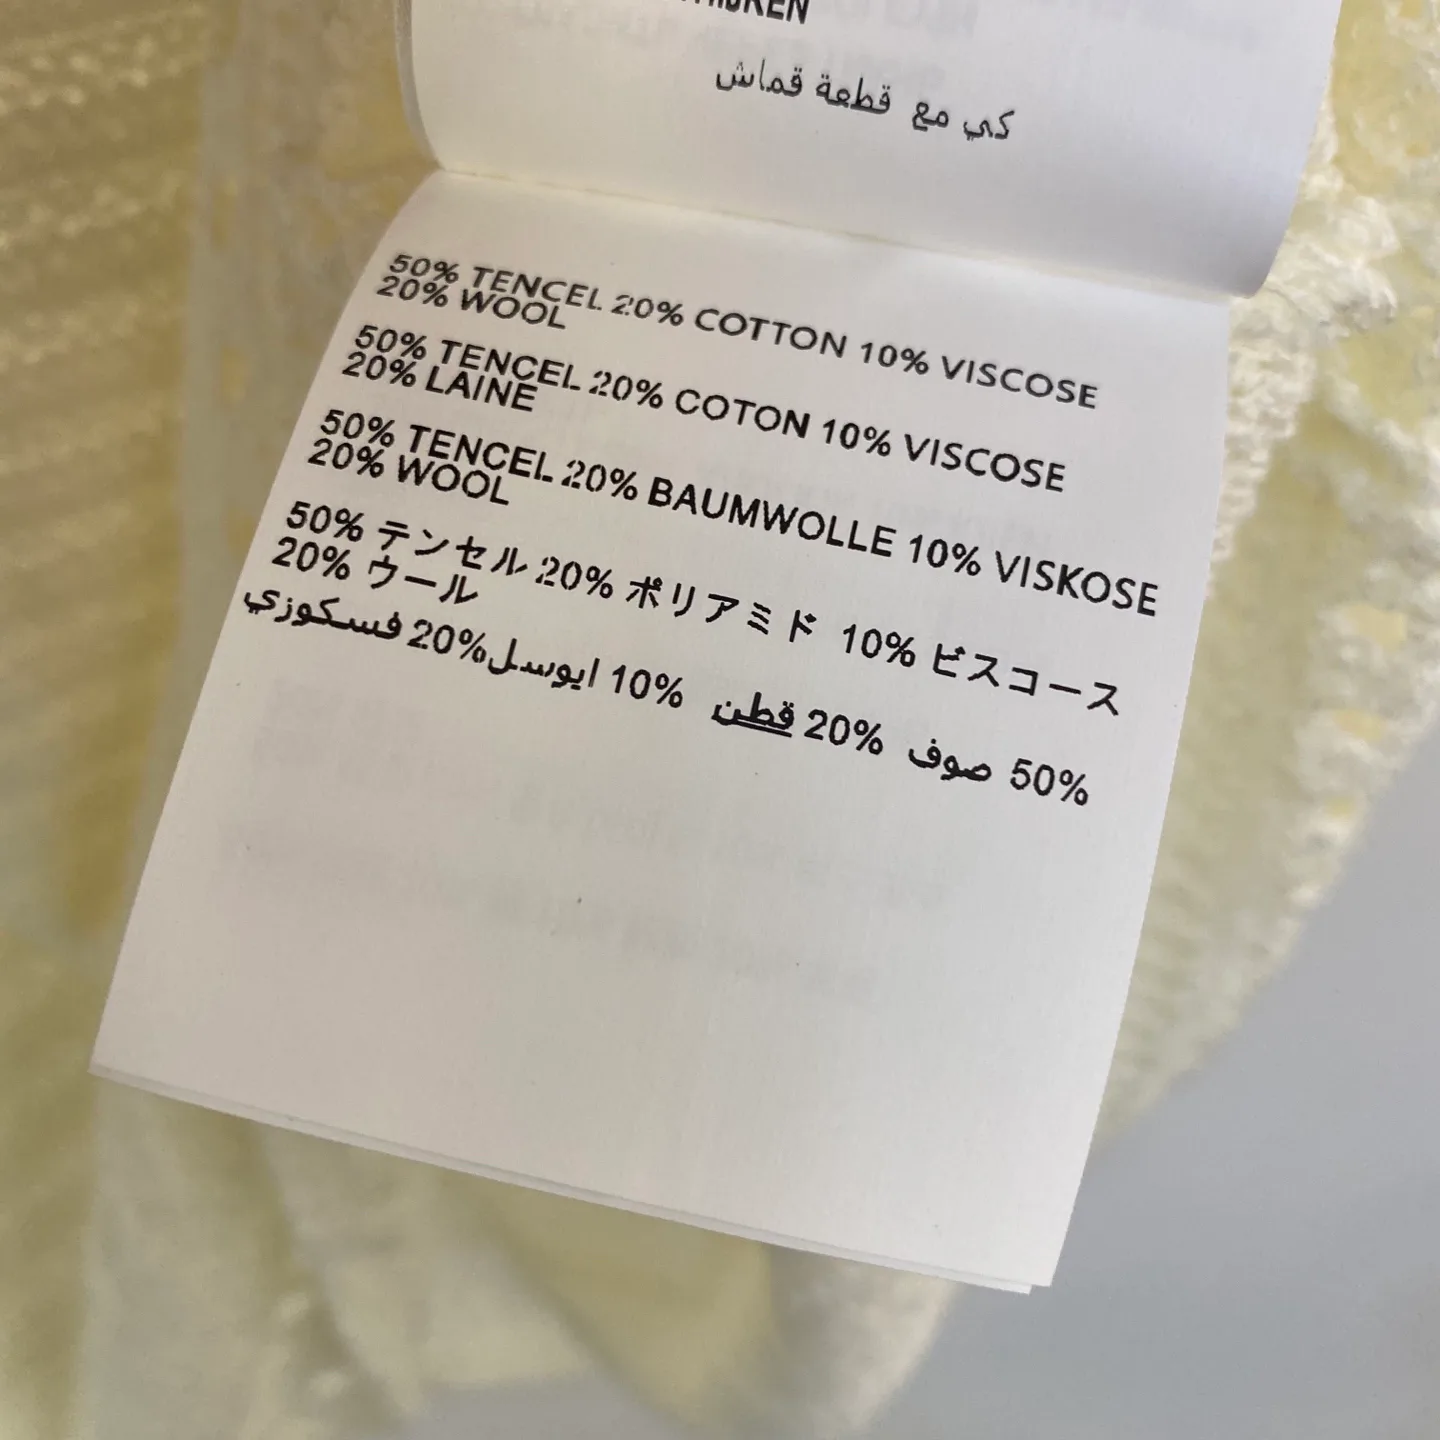 كي مع قطعة قماش
50% TENCEL 20% COTTON 10% VISCOSE
20% WOOL
50% TENCEL 20% COTON 10% VISCOSE
20% LAINE
50% TENCEL 20% BAUMWOLLE 10% VISKOSE
20% WOOL
50% テンセル 20% ポリアミド 10% ビスコース
20% ウール
50% صوف 20% قطن 10% ايوسل 20% فسكوزي